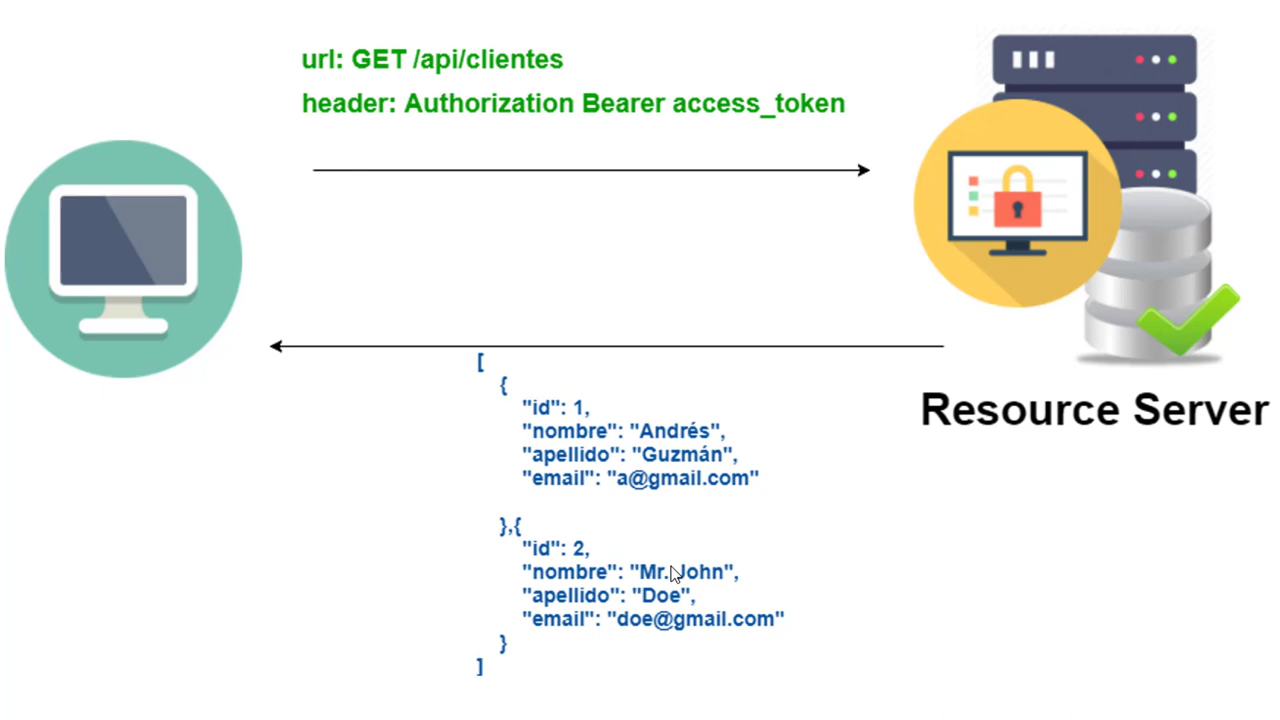 url: GET /api/clientes
header: Authorization Bearer access_token
[
{
"id": 1,
"nombre": "Andrés",
"apellido": "Guzmán",
"email": "a@gmail.com"
},{
"id": 2,
"nombre": "Mr. John",
"apellido": "Doe",
"email": "doe@gmail.com"
}
]
Resource Server